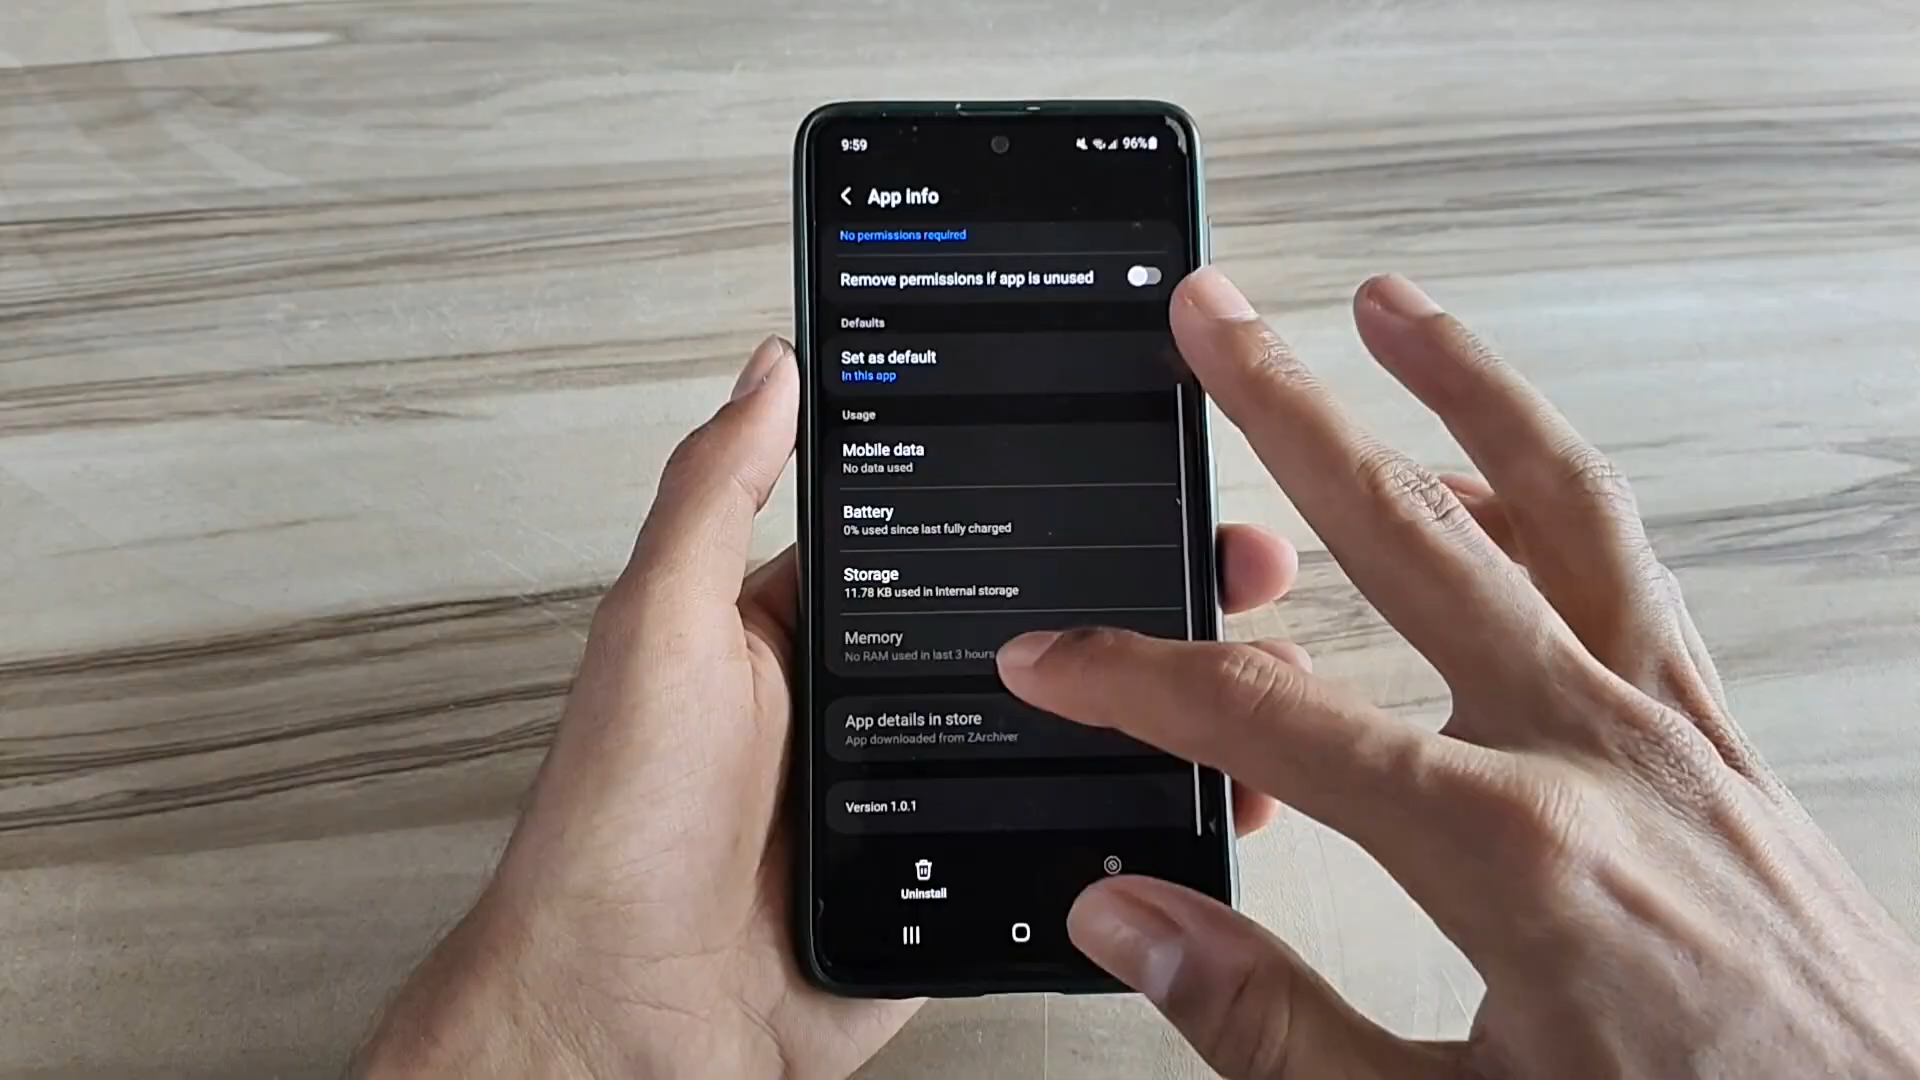 9:59
96%
App info
No permissions required
Remove permissions if app is unused
Defaults
Set as default
In this app
Usage
Mobile data
No data used
Battery
0% used since last fully charged
Storage
11.78 KB used in Internal storage
Memory
No RAM used in last 3 hours
App details in store
App downloaded from ZArchiver
Version 1.0.1
Uninstall